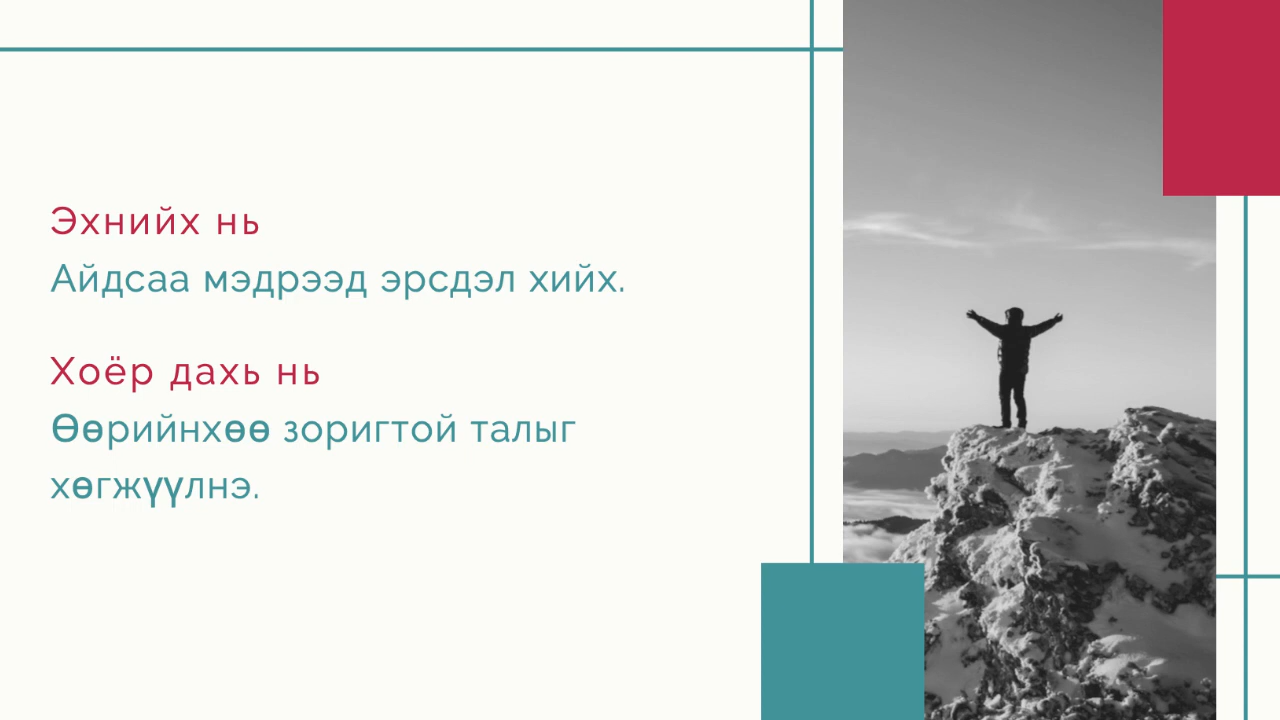 Эхнийх нь
Айдсаа мэдрээд эрсдэл хийх.
Хоёр дахь нь
Өөрийнхөө зоригтой талыг
хөгжүүлнэ.